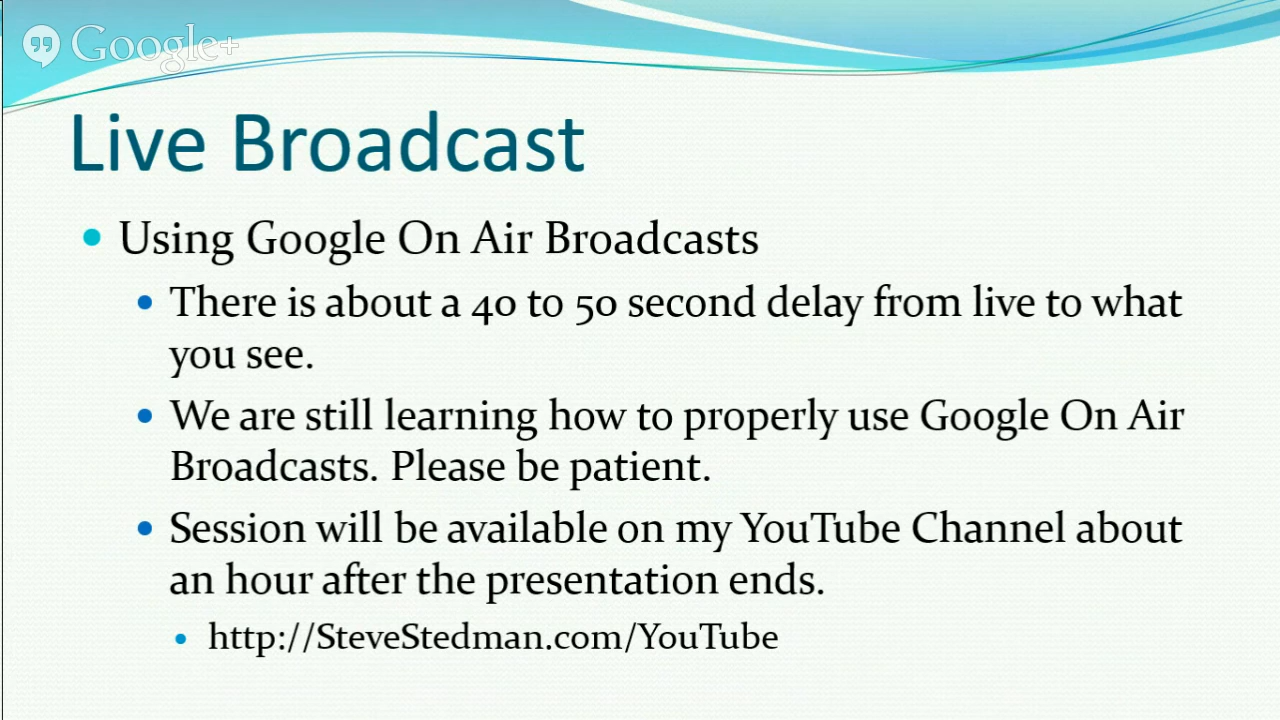 Google+
Live Broadcast
Using Google On Air Broadcasts
There is about a 40 to 50 second delay from live to what
you see.
We are still learning how to properly use Google On Air
Broadcasts. Please be patient.
Session will be available on my YouTube Channel about
an hour after the presentation ends.
http://SteveStedman.com/YouTube